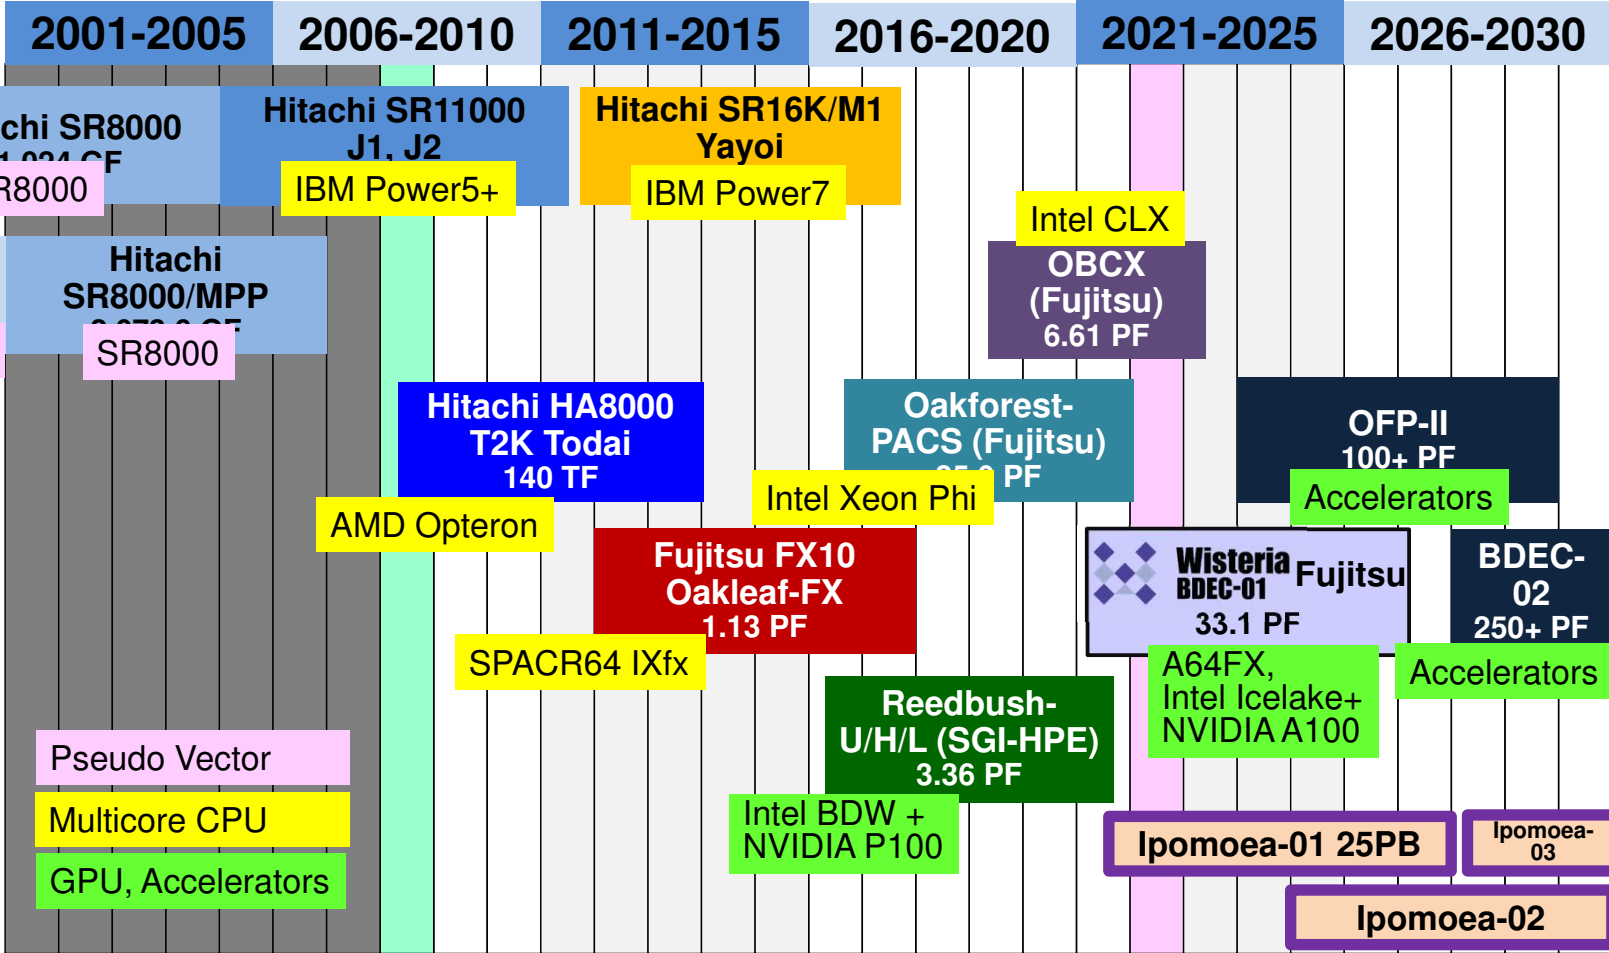 2001-2005
2006-2010
2011-2015
2016-2020
2021-2025
2026-2030
chi SR8000
R8000
Hitachi SR11000
J1, J2
IBM Power5+
Hitachi SR16K/M1
Yayoi
IBM Power7
Intel CLX
OBCX
(Fujitsu)
6.61 PF
Hitachi
SR8000/MPP
SR8000
Hitachi HA8000
T2K Todai
140 TF
AMD Opteron
Oakforest-
PACS (Fujitsu)
PF
Intel Xeon Phi
OFP-II
100+ PF
Accelerators
Fujitsu FX10
Oakleaf-FX
1.13 PF
SPACR64 IXfx
Wisteria
BDEC-01
Fujitsu
33.1 PF
A64FX,
Intel Icelake+
NVIDIA A100
BDEC-
02
250+ PF
Accelerators
Reedbush-
U/H/L (SGI-HPE)
3.36 PF
Intel BDW +
NVIDIA P100
Pseudo Vector
Multicore CPU
GPU, Accelerators
Ipomoea-01 25PB
Ipomoea-
03
Ipomoea-02